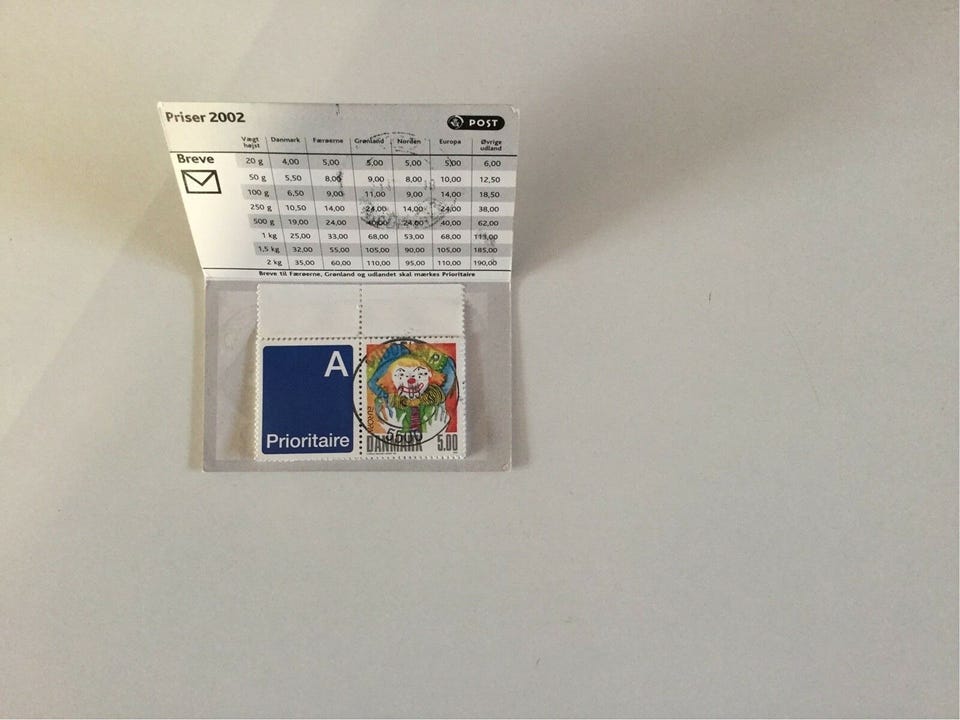 Priser 2002
POST
Vægt højst Danmark Færøerne Grønland Norden Europa Øvrige udland
Breve
20 g 4,00 5,00 5,00 5,00 5,00 6,00
50 g 5,50 8,00 9,00 8,00 10,00 12,50
100 g 6,50 9,00 11,00 9,00 14,00 18,50
250 g 10,50 14,00 24,00 14,00 24,00 38,00
500 g 19,00 24,00 40,00 24,00 40,00 62,00
1 kg 25,00 33,00 68,00 53,00 68,00 113,00
1,5 kg 32,00 55,00 105,00 90,00 105,00 185,00
2 kg 35,00 60,00 110,00 95,00 110,00 190,00
Breve til Færøerne, Grønland og udlandet skal mærkes Prioritaire
A
Prioritaire
EUROPA
5600
DANMARK 5.00